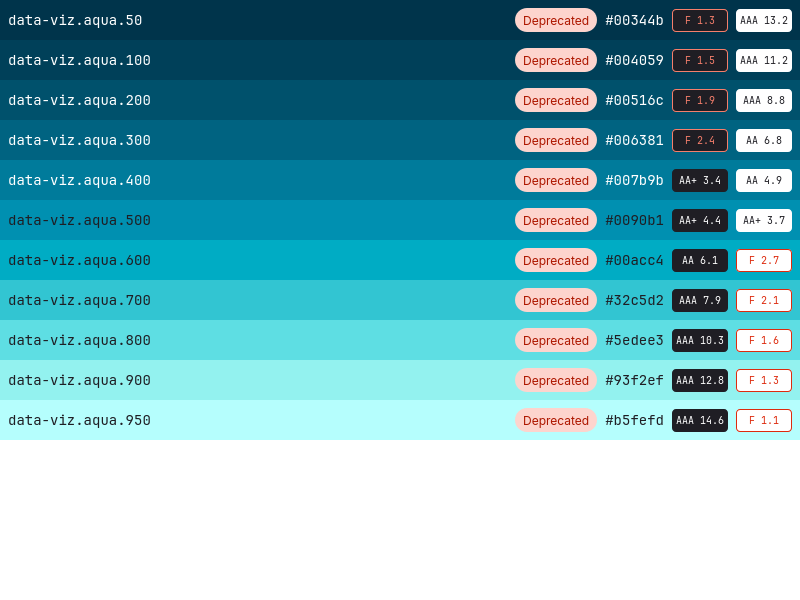 data-viz.aqua.50 Deprecated #00344b F 1.3 AAA 13.2
data-viz.aqua.100 Deprecated #004059 F 1.5 AAA 11.2
data-viz.aqua.200 Deprecated #00516c F 1.9 AAA 8.8
data-viz.aqua.300 Deprecated #006381 F 2.4 AA 6.8
data-viz.aqua.400 Deprecated #007b9b AA+ 3.4 AA 4.9
data-viz.aqua.500 Deprecated #0090b1 AA+ 4.4 AA+ 3.7
data-viz.aqua.600 Deprecated #00acc4 AA 6.1 F 2.7
data-viz.aqua.700 Deprecated #32c5d2 AAA 7.9 F 2.1
data-viz.aqua.800 Deprecated #5edee3 AAA 10.3 F 1.6
data-viz.aqua.900 Deprecated #93f2ef AAA 12.8 F 1.3
data-viz.aqua.950 Deprecated #b5fefd AAA 14.6 F 1.1